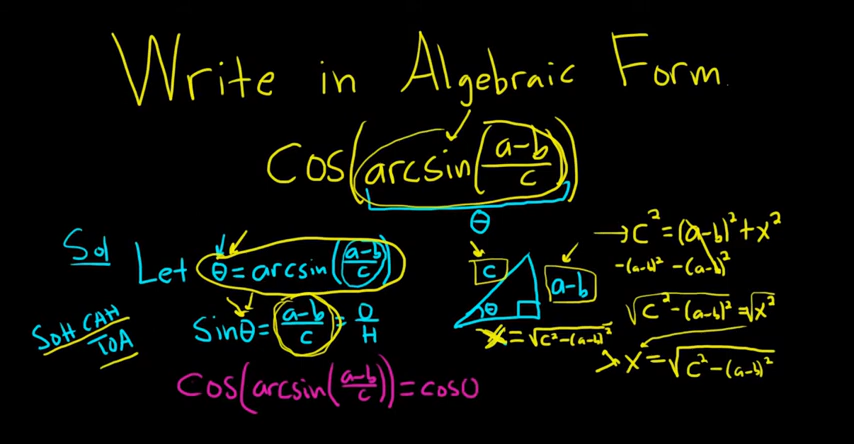 Write in Algebraic Form
Cos(arcsin((a-b)/c))
θ
Sol Let θ = arcsin((a-b)/c)
SOH CAH
TOA
Sinθ = (a-b)/c = O/H
Cos(arcsin((a-b)/c)) = cosθ
c
a-b
θ
x = √(c²-(a-b)²)
→ c² = (a-b)² + x²
-(a-b)² -(a-b)²
√(c²-(a-b)²) = √x²
x = √(c²-(a-b)²)